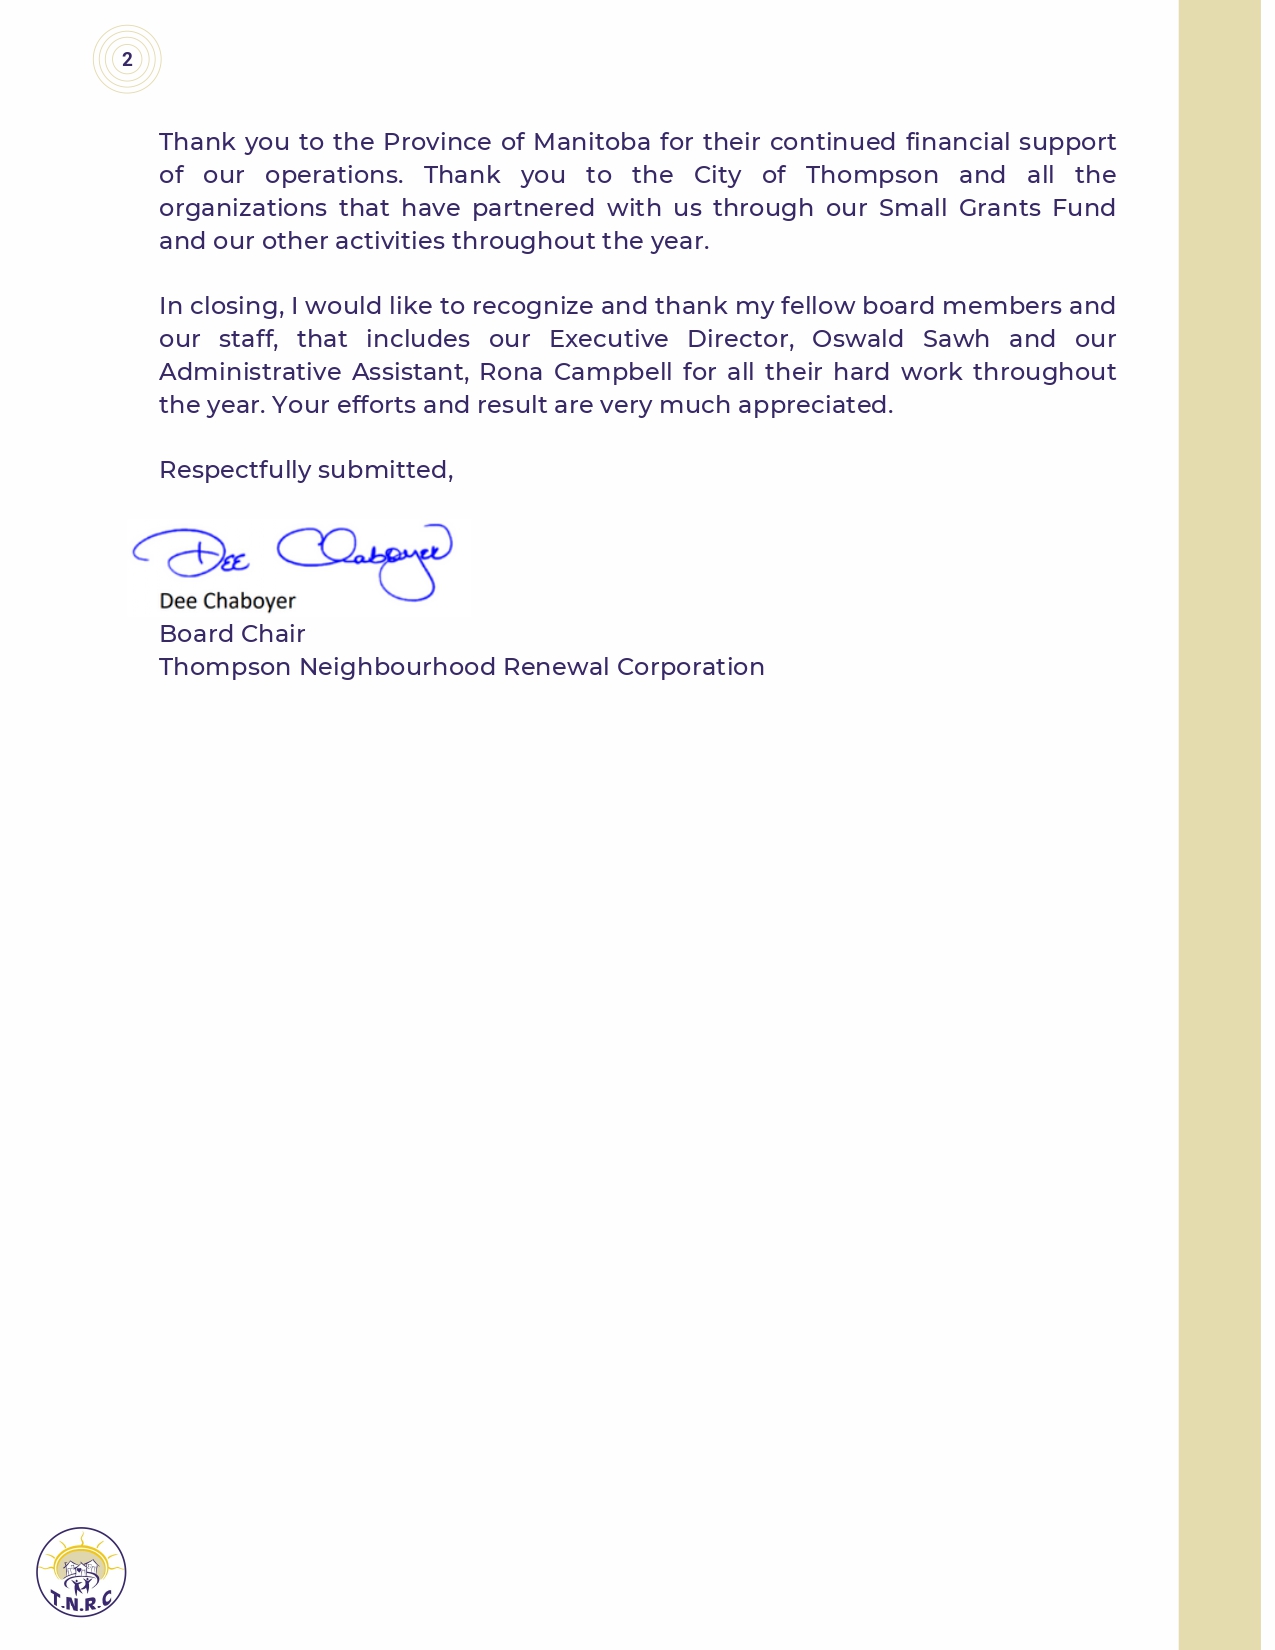 2
Thank you to the Province of Manitoba for their continued financial support
of our operations. Thank you to the City of Thompson and all the
organizations that have partnered with us through our Small Grants Fund
and our other activities throughout the year.
In closing, I would like to recognize and thank my fellow board members and
our staff, that includes our Executive Director, Oswald Sawh and our
Administrative Assistant, Rona Campbell for all their hard work throughout
the year. Your efforts and result are very much appreciated.
Respectfully submitted,
Dee Chaboyer
Dee Chaboyer
Board Chair
Thompson Neighbourhood Renewal Corporation
T.N.R.C